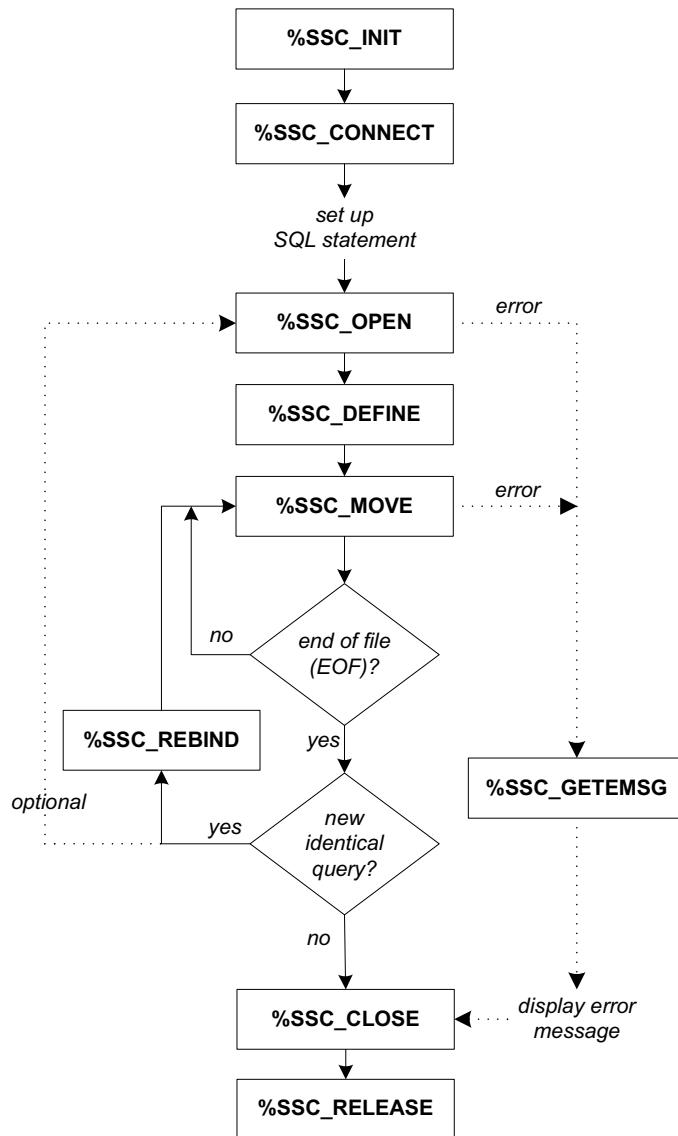 %SSC_INIT
%SSC_CONNECT
set up
SQL statement
%SSC_OPEN
error
%SSC_DEFINE
%SSC_MOVE
error
no
end of file
(EOF)?
%SSC_REBIND
yes
%SSC_GETEMSG
optional
yes
new
identical
query?
no
%SSC_CLOSE
display error
message
%SSC_RELEASE